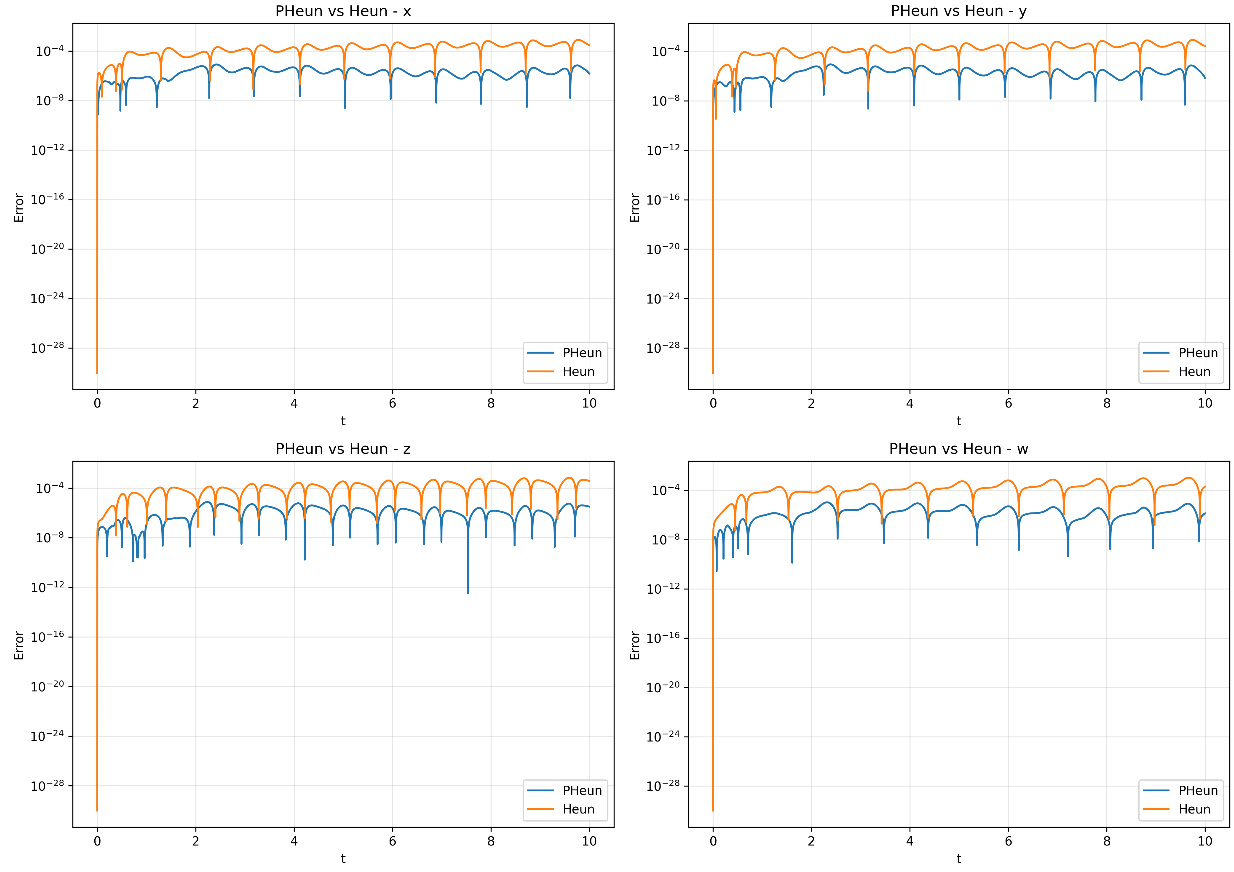 PHeun vs Heun - x
Error
10⁻⁴
10⁻⁸
10⁻¹²
10⁻¹⁶
10⁻²⁰
10⁻²⁴
10⁻²⁸
0 2 4 6 8 10
t
PHeun
Heun
PHeun vs Heun - y
Error
10⁻⁴
10⁻⁸
10⁻¹²
10⁻¹⁶
10⁻²⁰
10⁻²⁴
10⁻²⁸
0 2 4 6 8 10
t
PHeun
Heun
PHeun vs Heun - z
Error
10⁻⁴
10⁻⁸
10⁻¹²
10⁻¹⁶
10⁻²⁰
10⁻²⁴
10⁻²⁸
0 2 4 6 8 10
t
PHeun
Heun
PHeun vs Heun - w
Error
10⁻⁴
10⁻⁸
10⁻¹²
10⁻¹⁶
10⁻²⁰
10⁻²⁴
10⁻²⁸
0 2 4 6 8 10
t
PHeun
Heun